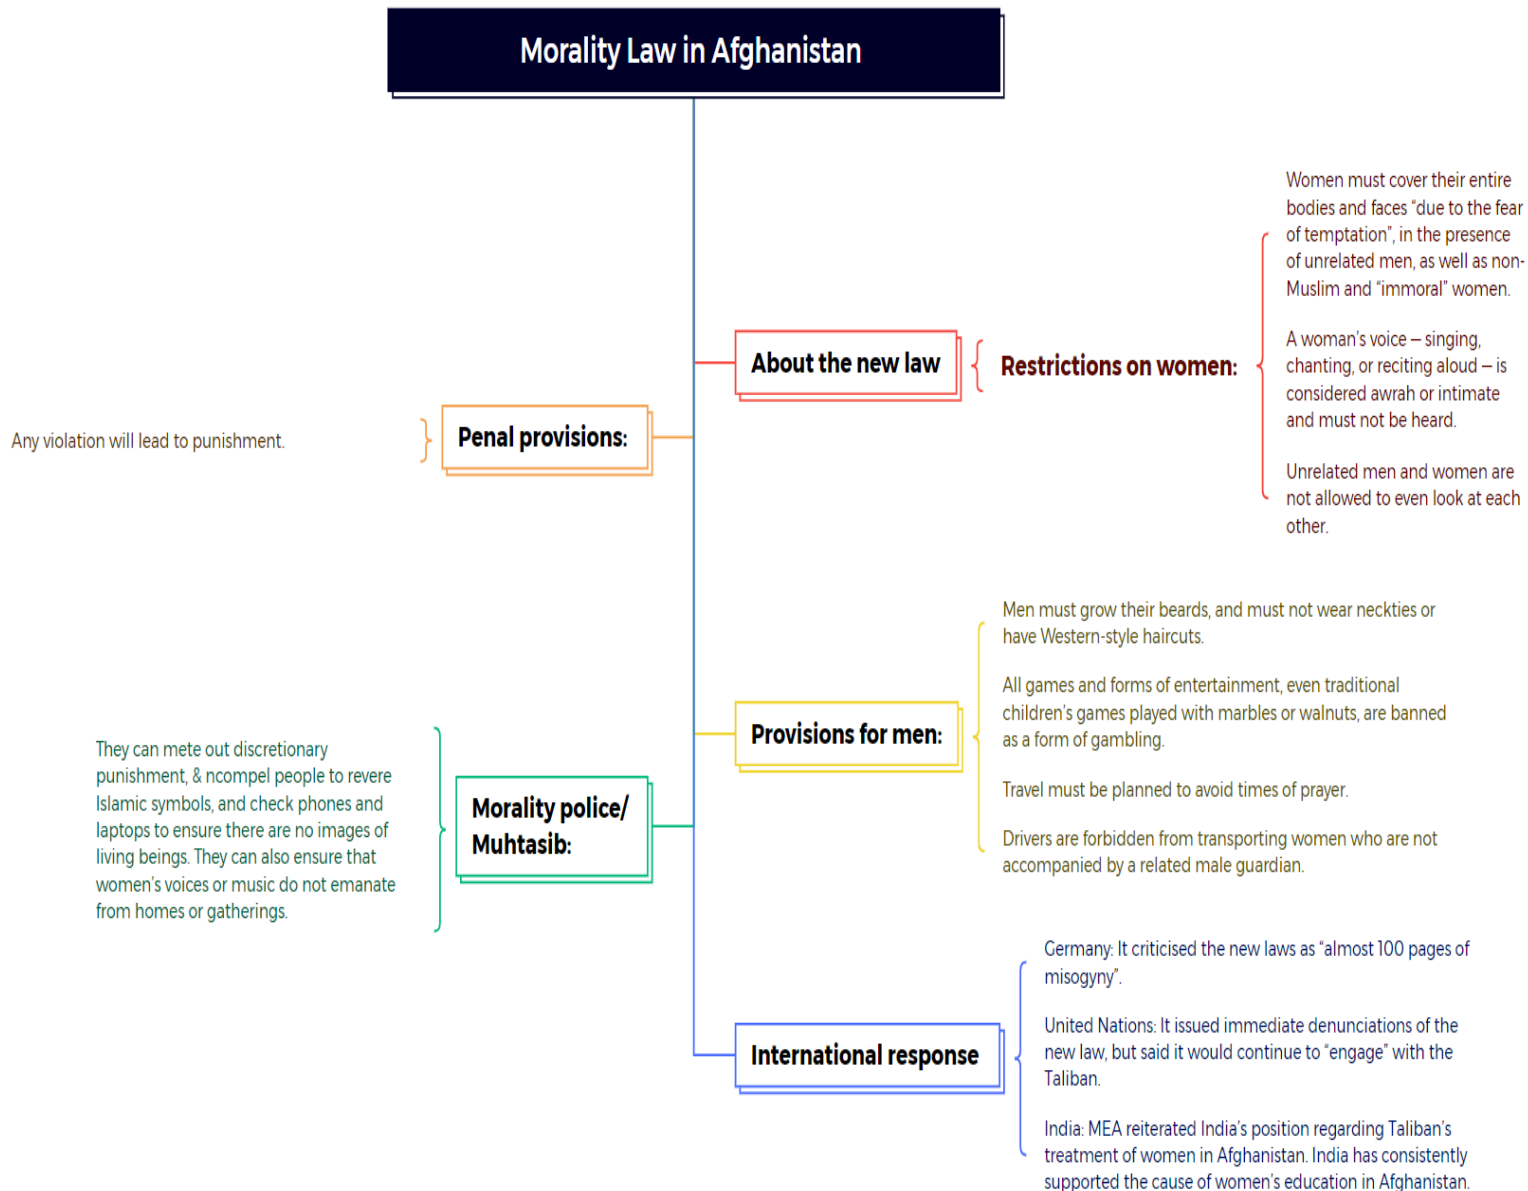 Morality Law in Afghanistan
About the new law
Restrictions on women:
Women must cover their entire
bodies and faces “due to the fear
of temptation”, in the presence
of unrelated men, as well as non-
Muslim and “immoral” women.
A woman’s voice – singing,
chanting, or reciting aloud – is
considered awrah or intimate
and must not be heard.
Unrelated men and women are
not allowed to even look at each
other.
Penal provisions:
Any violation will lead to punishment.
Provisions for men:
Men must grow their beards, and must not wear neckties or
have Western-style haircuts.
All games and forms of entertainment, even traditional
children’s games played with marbles or walnuts, are banned
as a form of gambling.
Travel must be planned to avoid times of prayer.
Drivers are forbidden from transporting women who are not
accompanied by a related male guardian.
Morality police/
Muhtasib:
They can mete out discretionary
punishment, & ncompel people to revere
Islamic symbols, and check phones and
laptops to ensure there are no images of
living beings. They can also ensure that
women’s voices or music do not emanate
from homes or gatherings.
International response
Germany: It criticised the new laws as “almost 100 pages of
misogyny”.
United Nations: It issued immediate denunciations of the
new law, but said it would continue to “engage” with the
Taliban.
India: MEA reiterated India’s position regarding Taliban’s
treatment of women in Afghanistan. India has consistently
supported the cause of women’s education in Afghanistan.